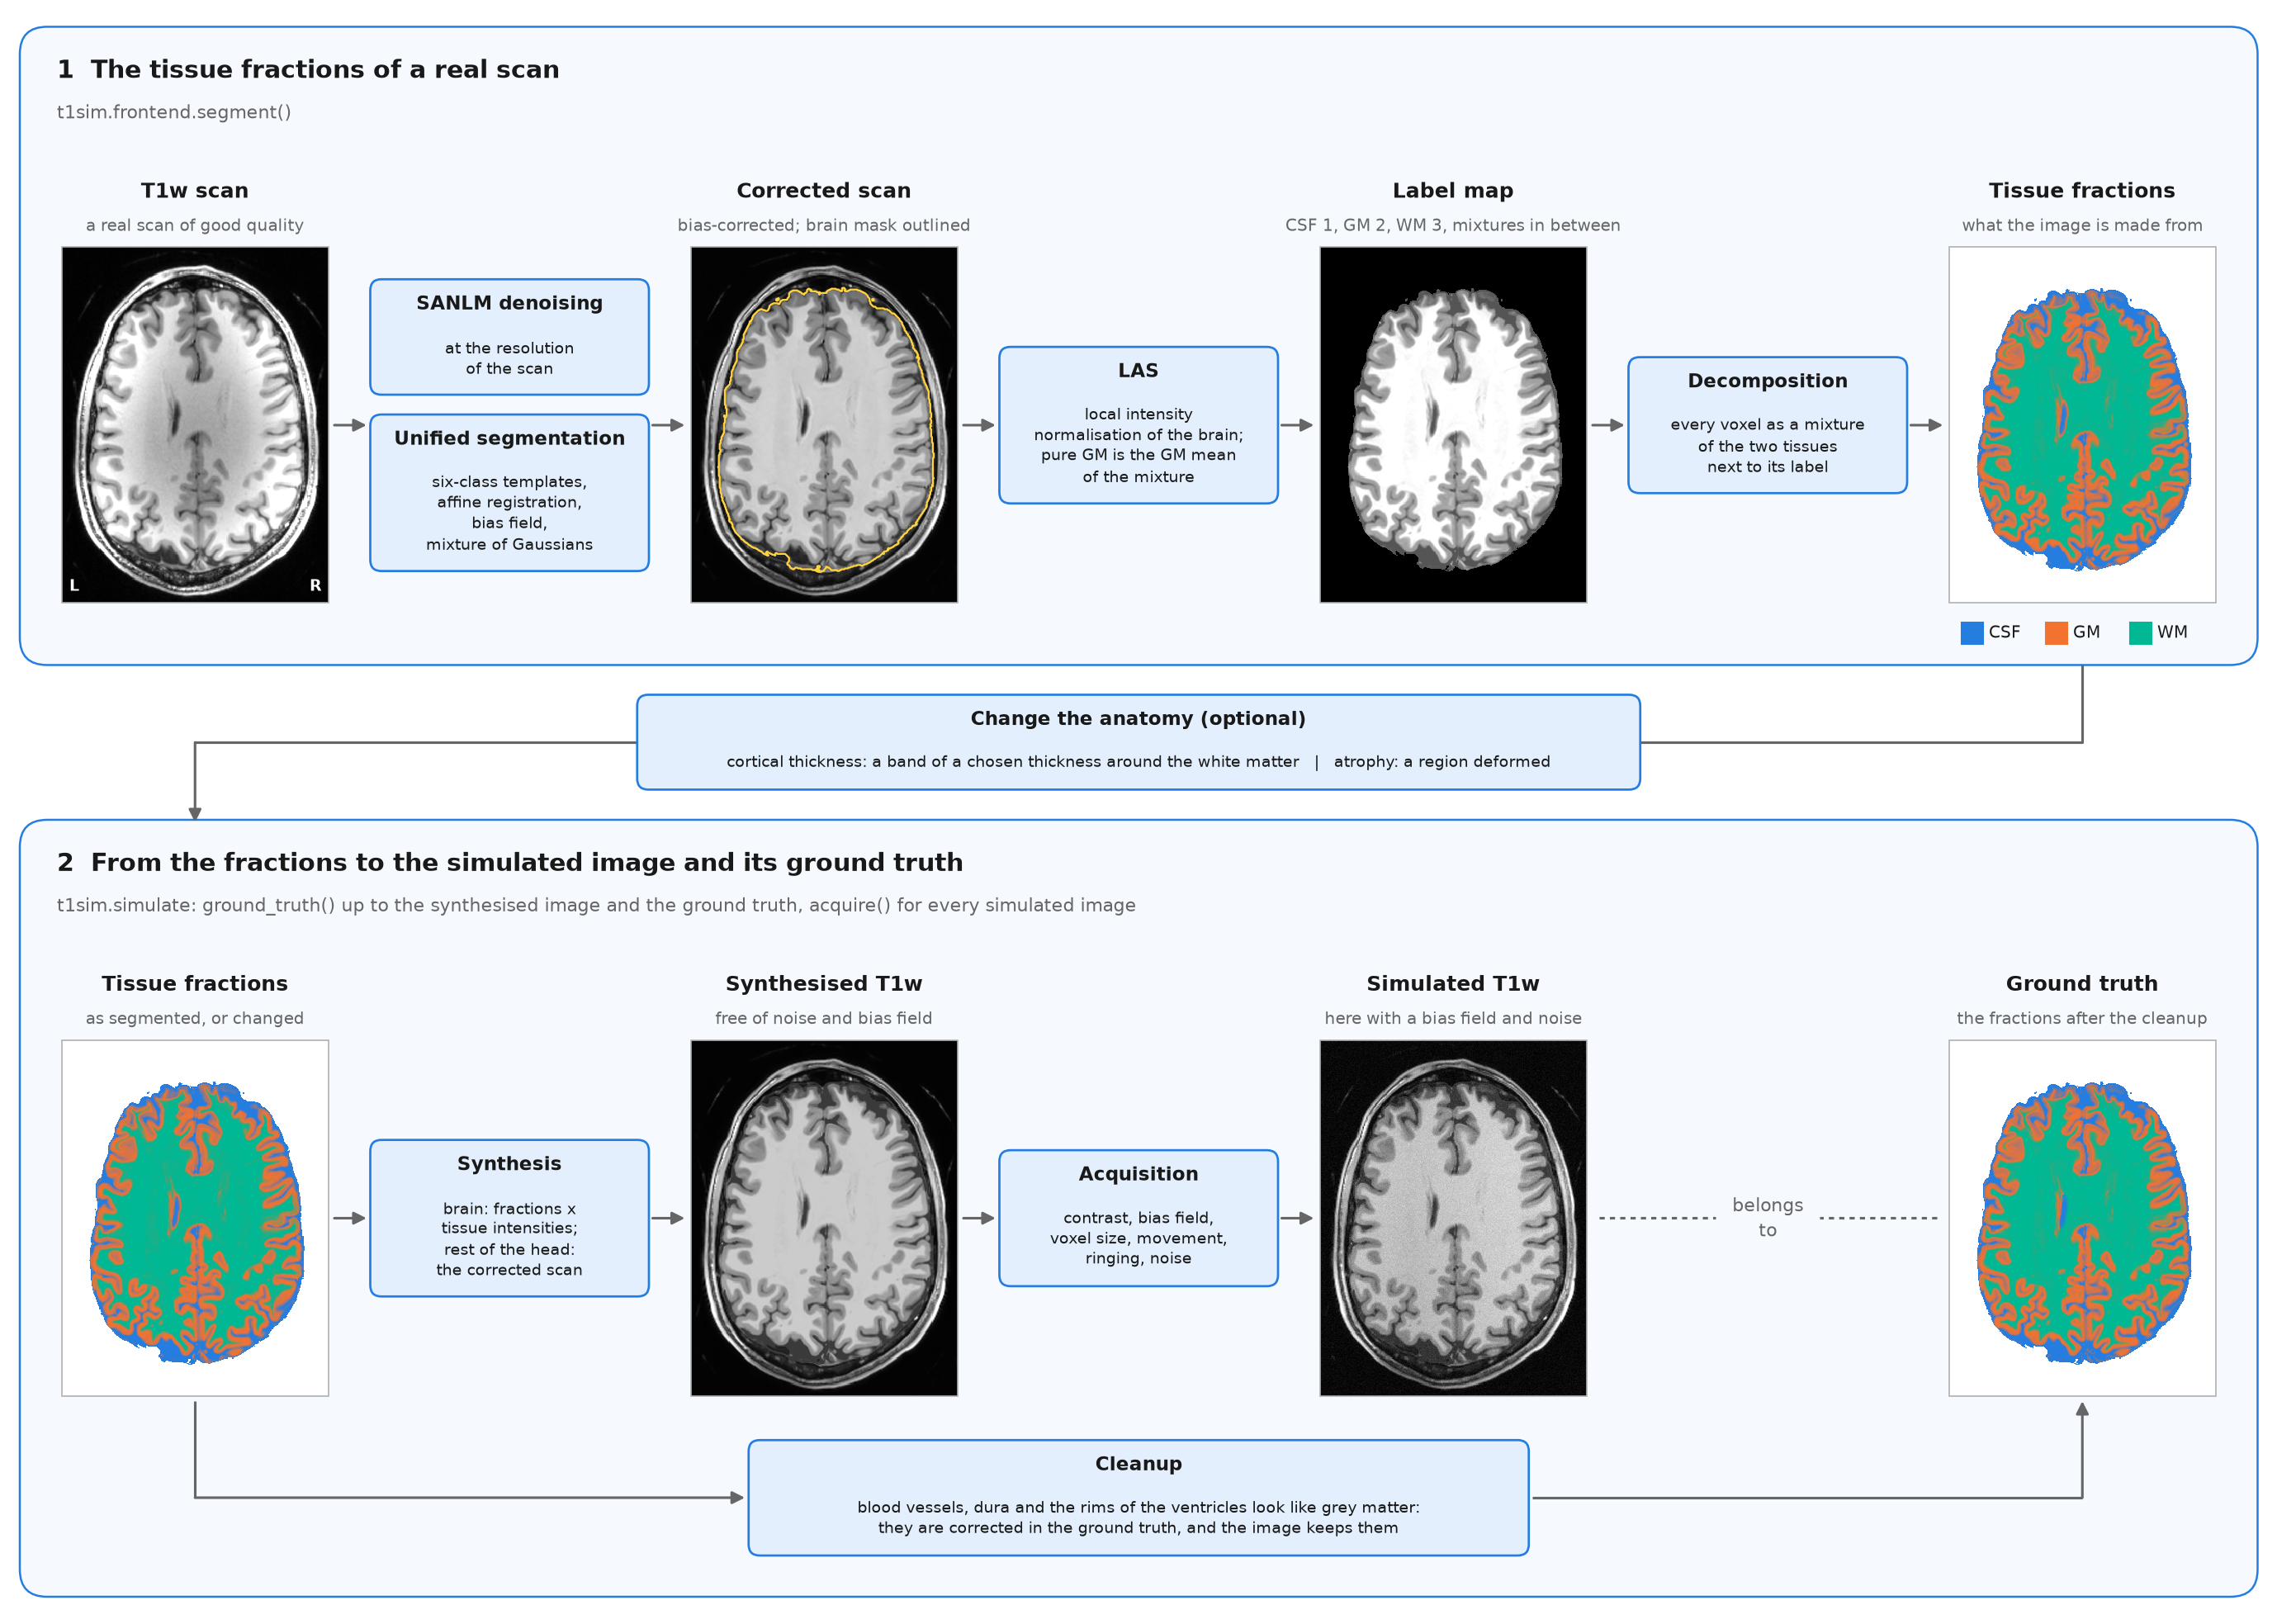 1 The tissue fractions of a real scan
t1sim.frontend.segment()
T1w scan
a real scan of good quality
L
R
SANLM denoising
at the resolution
of the scan
Unified segmentation
six-class templates,
affine registration,
bias field,
mixture of Gaussians
Corrected scan
bias-corrected; brain mask outlined
LAS
local intensity
normalisation of the brain;
pure GM is the GM mean
of the mixture
Label map
CSF 1, GM 2, WM 3, mixtures in between
Decomposition
every voxel as a mixture
of the two tissues
next to its label
Tissue fractions
what the image is made from
CSF
GM
WM
Change the anatomy (optional)
cortical thickness: a band of a chosen thickness around the white matter | atrophy: a region deformed
2 From the fractions to the simulated image and its ground truth
t1sim.simulate: ground_truth() up to the synthesised image and the ground truth, acquire() for every simulated image
Tissue fractions
as segmented, or changed
Synthesis
brain: fractions x
tissue intensities;
rest of the head:
the corrected scan
Synthesised T1w
free of noise and bias field
Acquisition
contrast, bias field,
voxel size, movement,
ringing, noise
Simulated T1w
here with a bias field and noise
belongs
to
Ground truth
the fractions after the cleanup
Cleanup
blood vessels, dura and the rims of the ventricles look like grey matter:
they are corrected in the ground truth, and the image keeps them